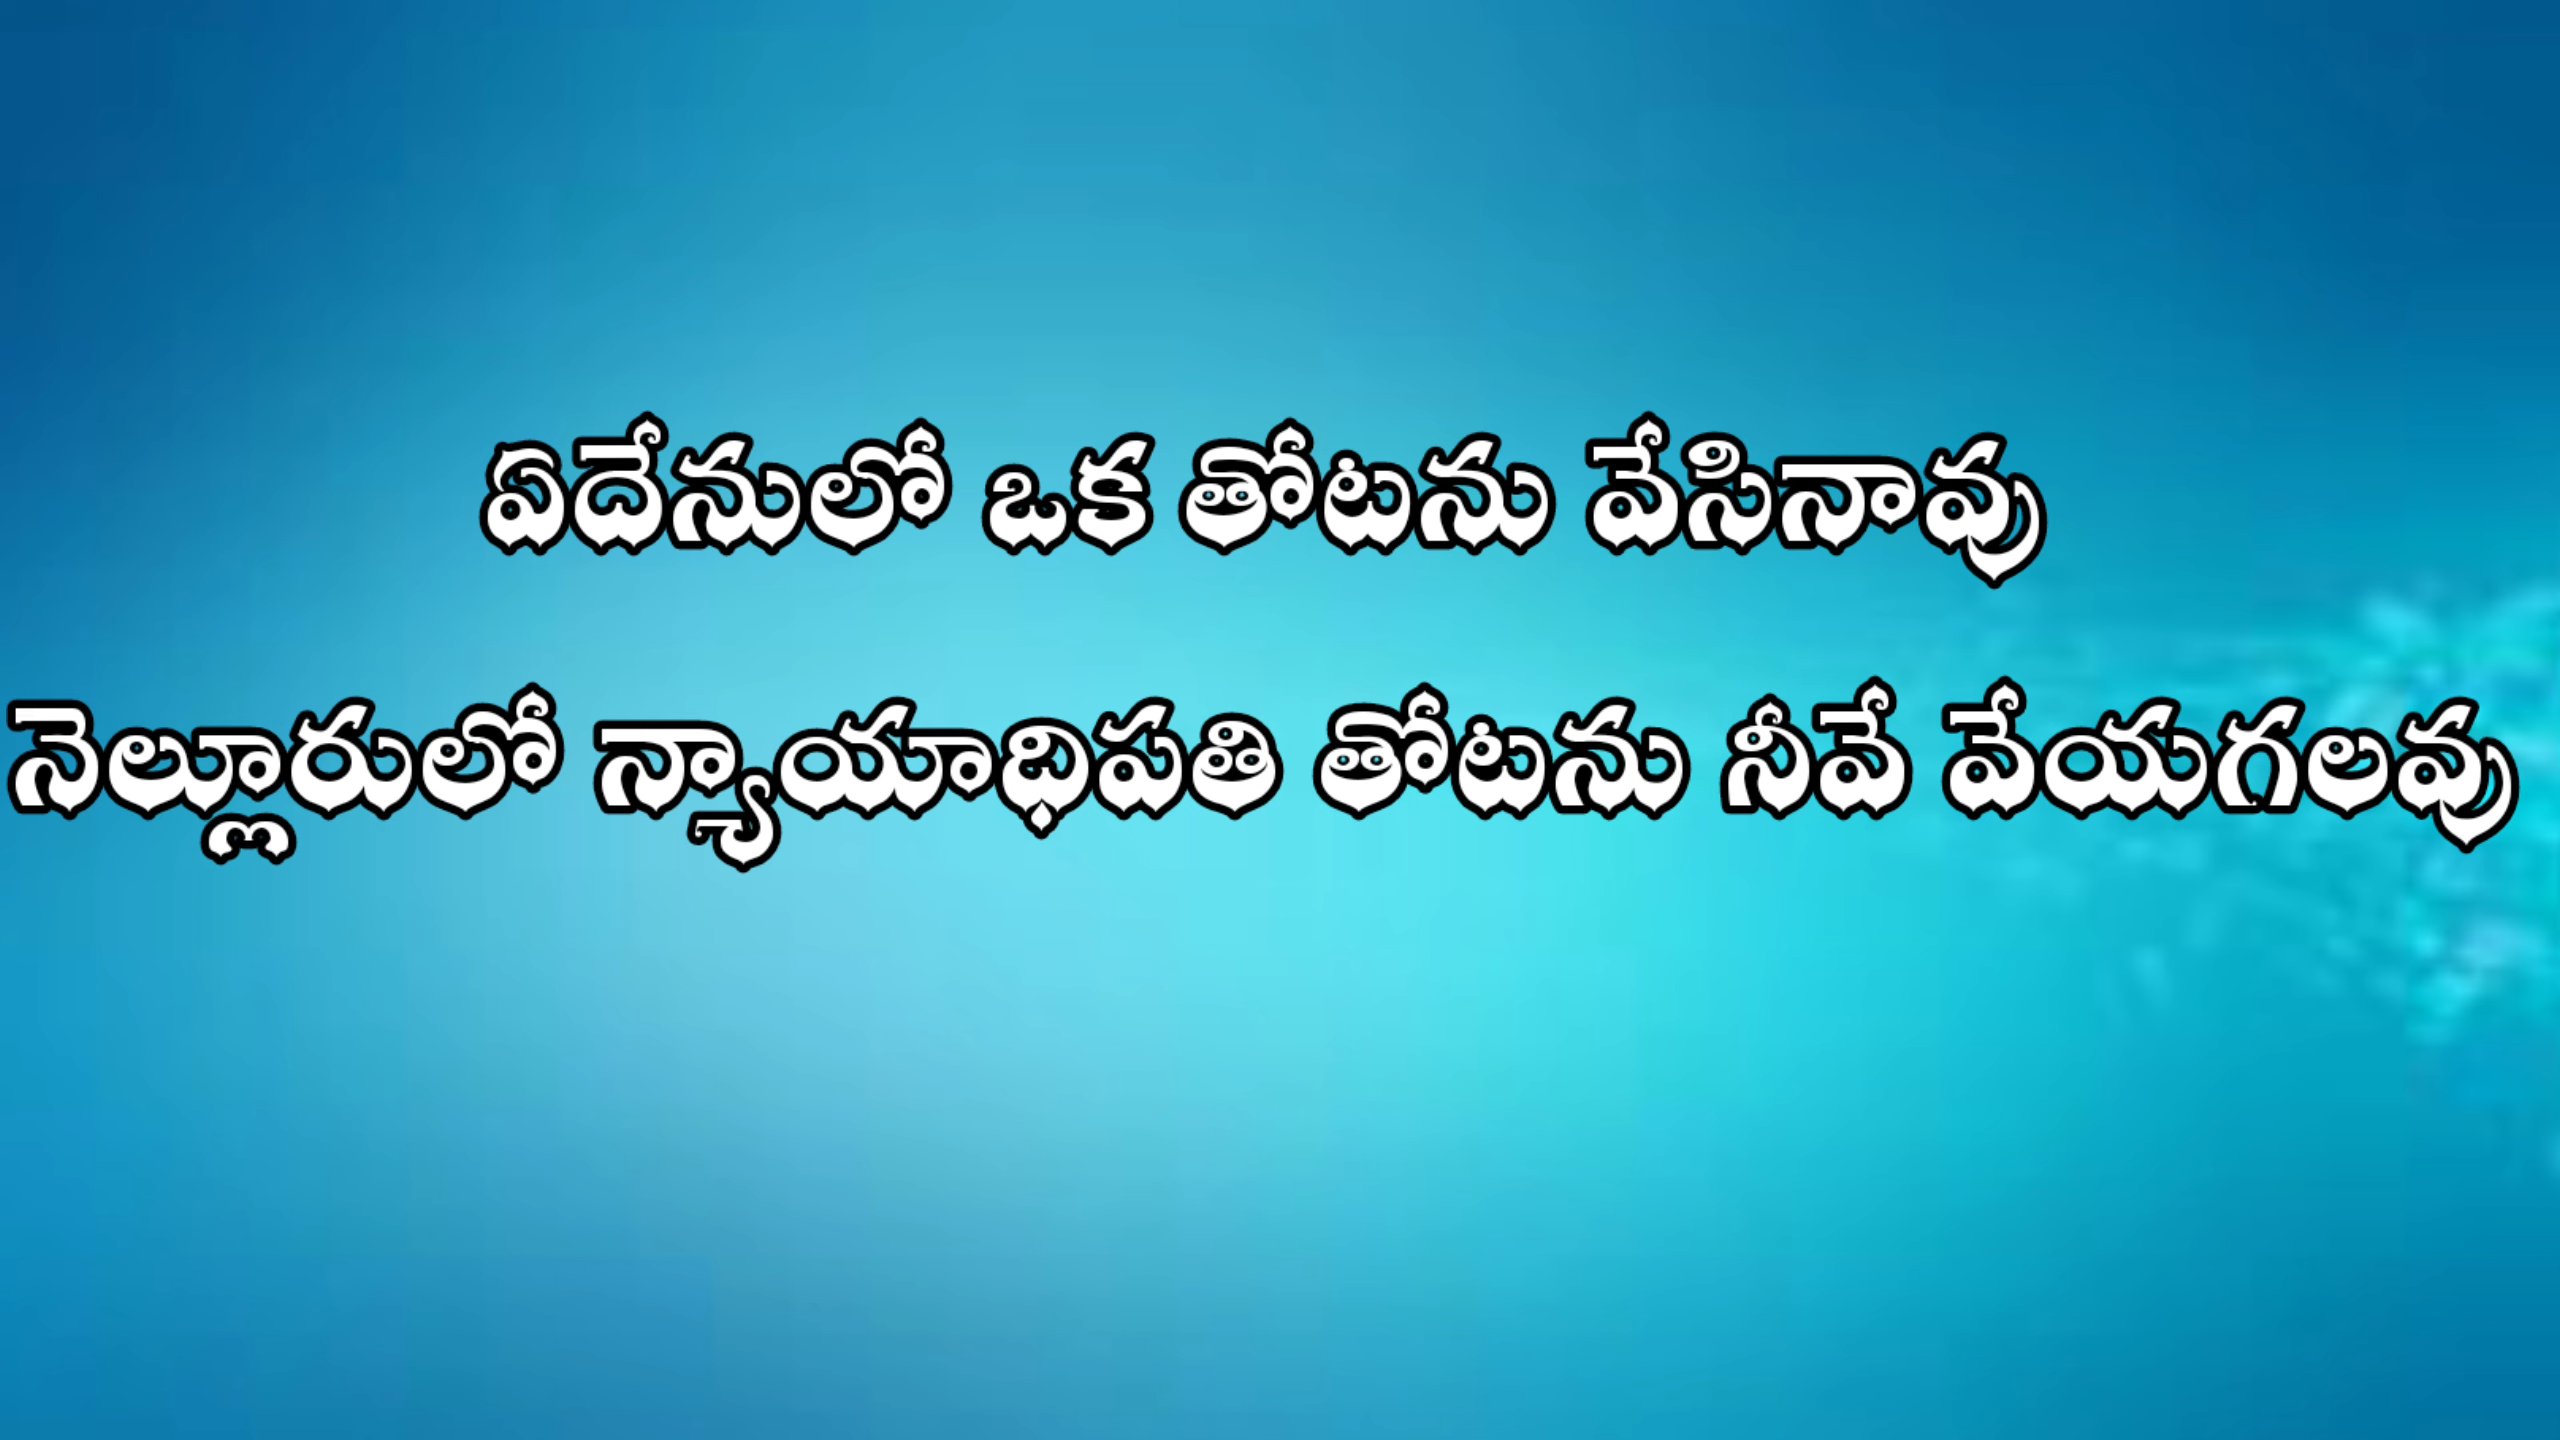 ఏదేనులో ఒక తోటను వేసినావు
నెల్లూరులో న్యాయాధిపతి తోటను నీవే వేయగలవు